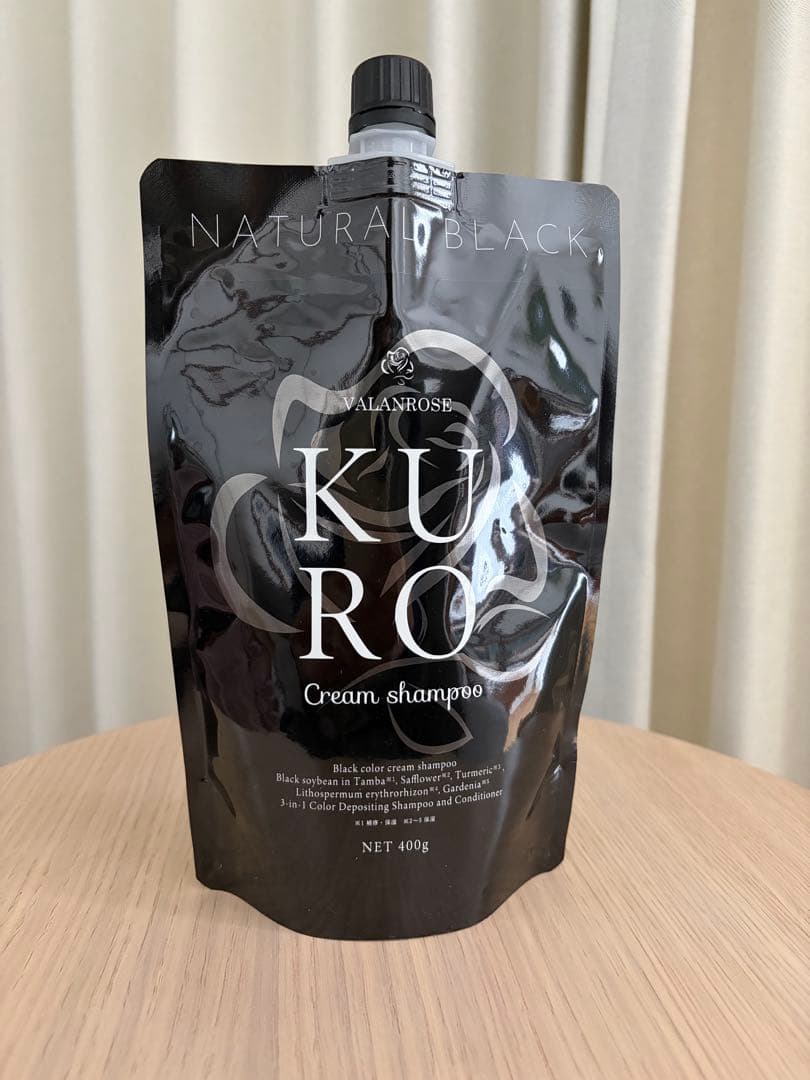 NATURAL BLACK
VALANROSE
KU
RO
Cream shampoo
Black color cream shampoo
Black soybean in Tamba※1, Safflower※2, Turmeric※3,
Lithospermum erythrorhizon※4, Gardenia※5
3-in-1 Color Depositing Shampoo and Conditioner
※1 補修・保湿 ※2〜5 保湿
NET 400g